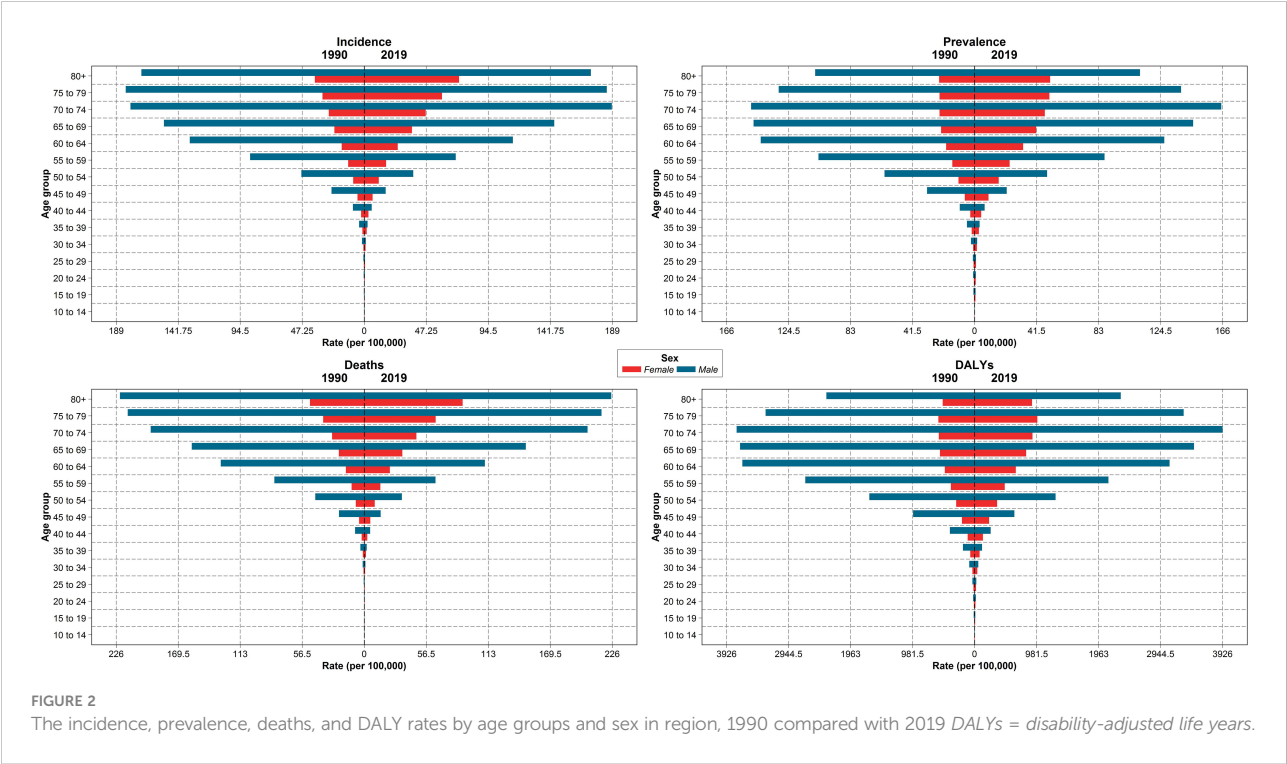 Incidence
1990 2019
Age group
80+
75 to 79
70 to 74
65 to 69
60 to 64
55 to 59
50 to 54
45 to 49
40 to 44
35 to 39
30 to 34
25 to 29
20 to 24
15 to 19
10 to 14
189 141.75 94.5 47.25 0 47.25 94.5 141.75 189
Rate (per 100,000)
Prevalence
1990 2019
Age group
80+
75 to 79
70 to 74
65 to 69
60 to 64
55 to 59
50 to 54
45 to 49
40 to 44
35 to 39
30 to 34
25 to 29
20 to 24
15 to 19
10 to 14
166 124.5 83 41.5 0 41.5 83 124.5 166
Rate (per 100,000)
Sex
Female Male
Deaths
1990 2019
Age group
80+
75 to 79
70 to 74
65 to 69
60 to 64
55 to 59
50 to 54
45 to 49
40 to 44
35 to 39
30 to 34
25 to 29
20 to 24
15 to 19
10 to 14
226 169.5 113 56.5 0 56.5 113 169.5 226
Rate (per 100,000)
DALYs
1990 2019
Age group
80+
75 to 79
70 to 74
65 to 69
60 to 64
55 to 59
50 to 54
45 to 49
40 to 44
35 to 39
30 to 34
25 to 29
20 to 24
15 to 19
10 to 14
3926 2944.5 1963 981.5 0 981.5 1963 2944.5 3926
Rate (per 100,000)
FIGURE 2
The incidence, prevalence, deaths, and DALY rates by age groups and sex in region, 1990 compared with 2019 DALYs = disability-adjusted life years.